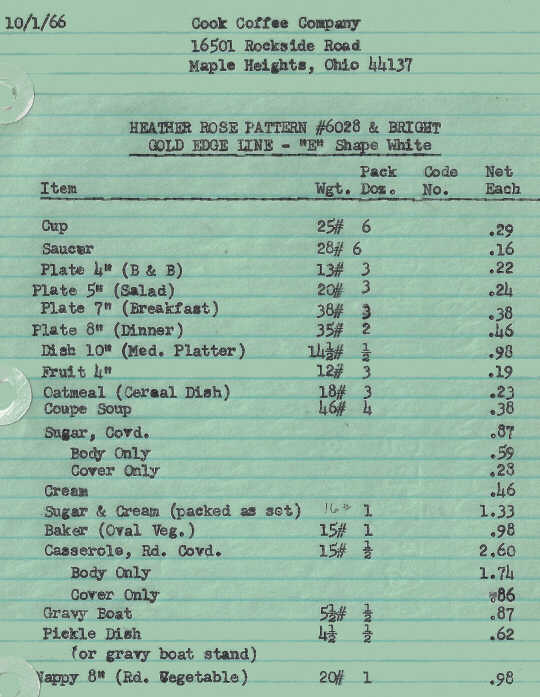 10/1/66 Cook Coffee Company
16501 Rockside Road
Maple Heights, Ohio 44137
HEATHER ROSE PATTERN #6028 & BRIGHT
GOLD EDGE LINE - "E" Shape White
Pack Code Net
Item Wgt. Doz. No. Each
Cup 25# 6 .29
Saucer 28# 6 .16
Plate 4" (B & B) 13# 3 .22
Plate 5" (Salad) 20# 3 .24
Plate 7" (Breakfast) 38# 3 .38
Plate 8" (Dinner) 35# 2 .46
Dish 10" (Med. Platter) 14½# ½ .98
Fruit 4" 12# 3 .19
Oatmeal (Cereal Dish) 18# 3 .23
Coupe Soup 46# 4 .38
Sugar, Covd. .87
Body Only .59
Cover Only .28
Cream .46
Sugar & Cream (packed as set) 16# 1 1.33
Baker (Oval Veg.) 15# 1 .98
Casserole, Rd. Covd. 15# ½ 2.60
Body Only 1.74
Cover Only .86
Gravy Boat 5½# ½ .87
Pickle Dish 4½ ½ .62
(or gravy boat stand)
Nappy 8" (Rd. Vegetable) 20# 1 .98